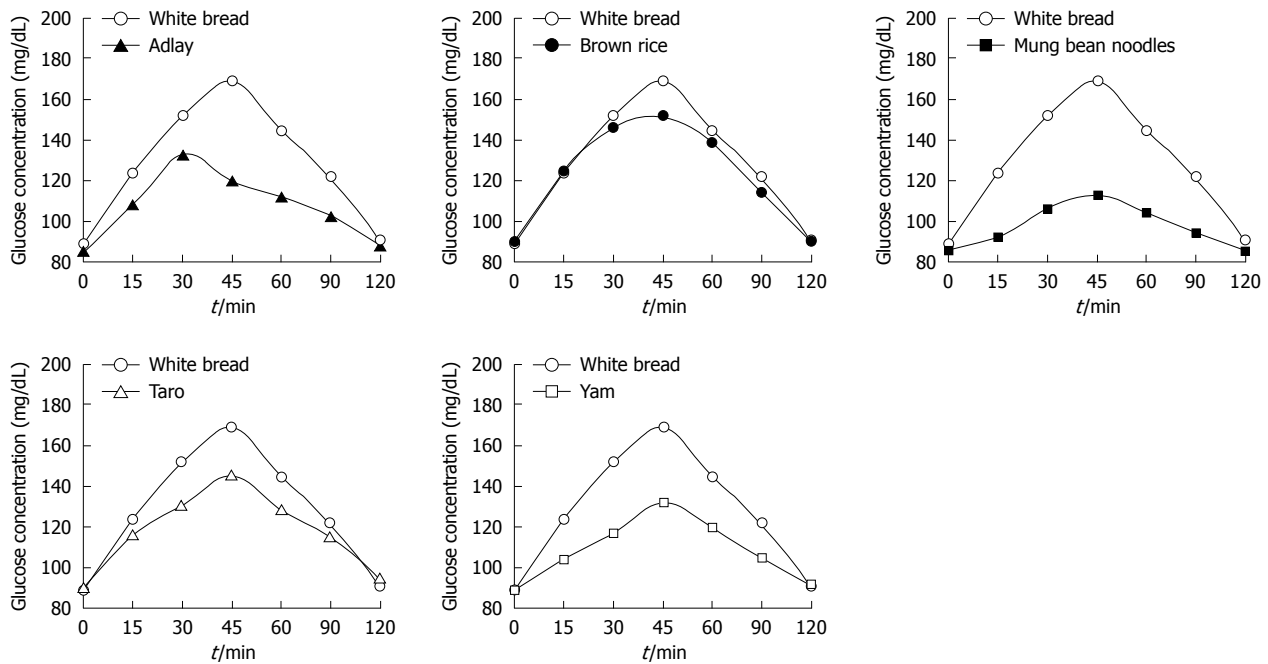 White bread
Adlay
Glucose concentration (mg/dL)
200
180
160
140
120
100
80
0 15 30 45 60 90 120
t/min
White bread
Brown rice
Glucose concentration (mg/dL)
200
180
160
140
120
100
80
0 15 30 45 60 90 120
t/min
White bread
Mung bean noodles
Glucose concentration (mg/dL)
200
180
160
140
120
100
80
0 15 30 45 60 90 120
t/min
White bread
Taro
Glucose concentration (mg/dL)
200
180
160
140
120
100
80
0 15 30 45 60 90 120
t/min
White bread
Yam
Glucose concentration (mg/dL)
200
180
160
140
120
100
80
0 15 30 45 60 90 120
t/min